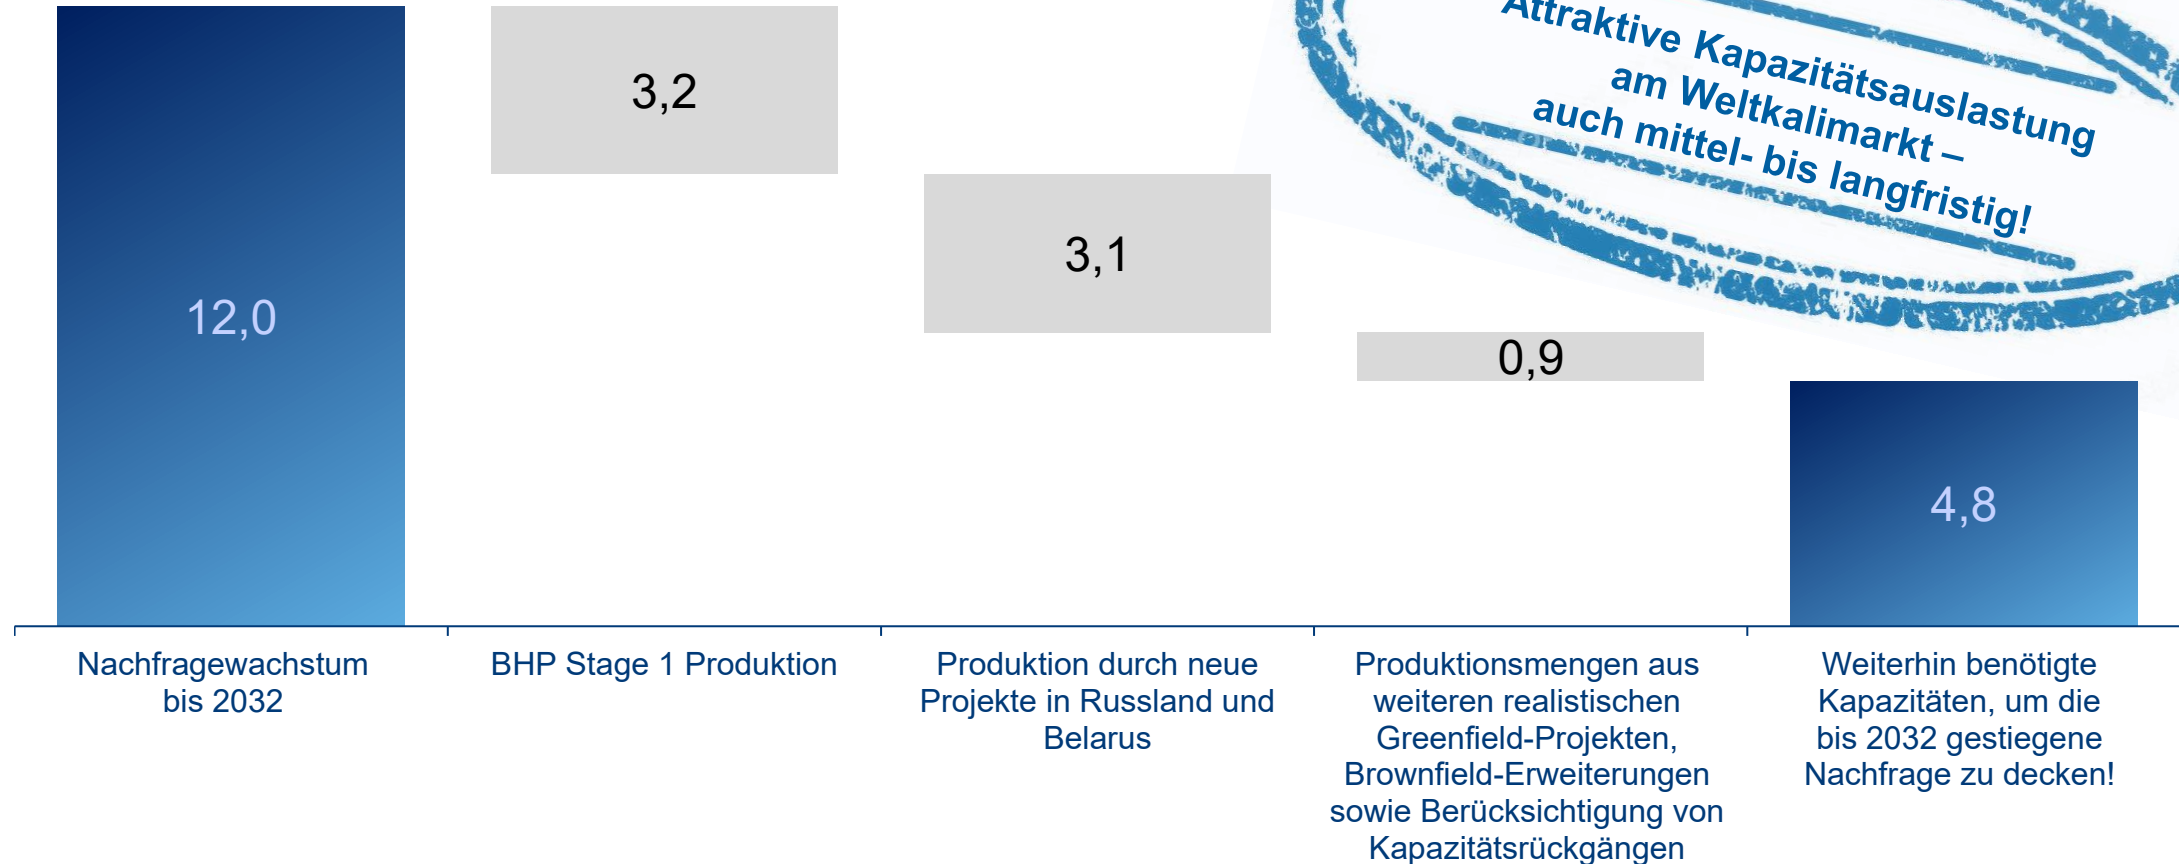 Attraktive Kapazitätsauslastung
am Weltkalimarkt –
auch mittel- bis langfristig!
12,0
3,2
3,1
0,9
4,8
Nachfragewachstum
bis 2032
BHP Stage 1 Produktion
Produktion durch neue
Projekte in Russland und
Belarus
Produktionsmengen aus
weiteren realistischen
Greenfield-Projekten,
Brownfield-Erweiterungen
sowie Berücksichtigung von
Kapazitätsrückgängen
Weiterhin benötigte
Kapazitäten, um die
bis 2032 gestiegene
Nachfrage zu decken!